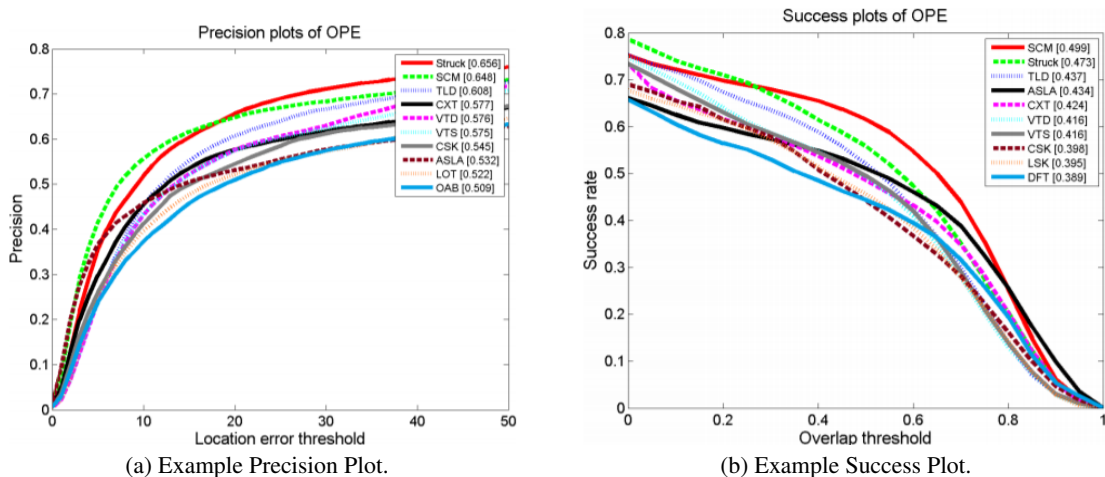 Precision plots of OPE
Precision
0.8
0.7
0.6
0.5
0.4
0.3
0.2
0.1
0
0
10
20
30
40
50
Location error threshold
Struck [0.656]
SCM [0.648]
TLD [0.608]
CXT [0.577]
VTD [0.576]
VTS [0.575]
CSK [0.545]
ASLA [0.532]
LOT [0.522]
OAB [0.509]
(a) Example Precision Plot.
Success plots of OPE
Success rate
0.8
0.7
0.6
0.5
0.4
0.3
0.2
0.1
0
0
0.2
0.4
0.6
0.8
1
Overlap threshold
SCM [0.499]
Struck [0.473]
TLD [0.437]
ASLA [0.434]
CXT [0.424]
VTD [0.416]
VTS [0.416]
CSK [0.398]
LSK [0.395]
DFT [0.389]
(b) Example Success Plot.